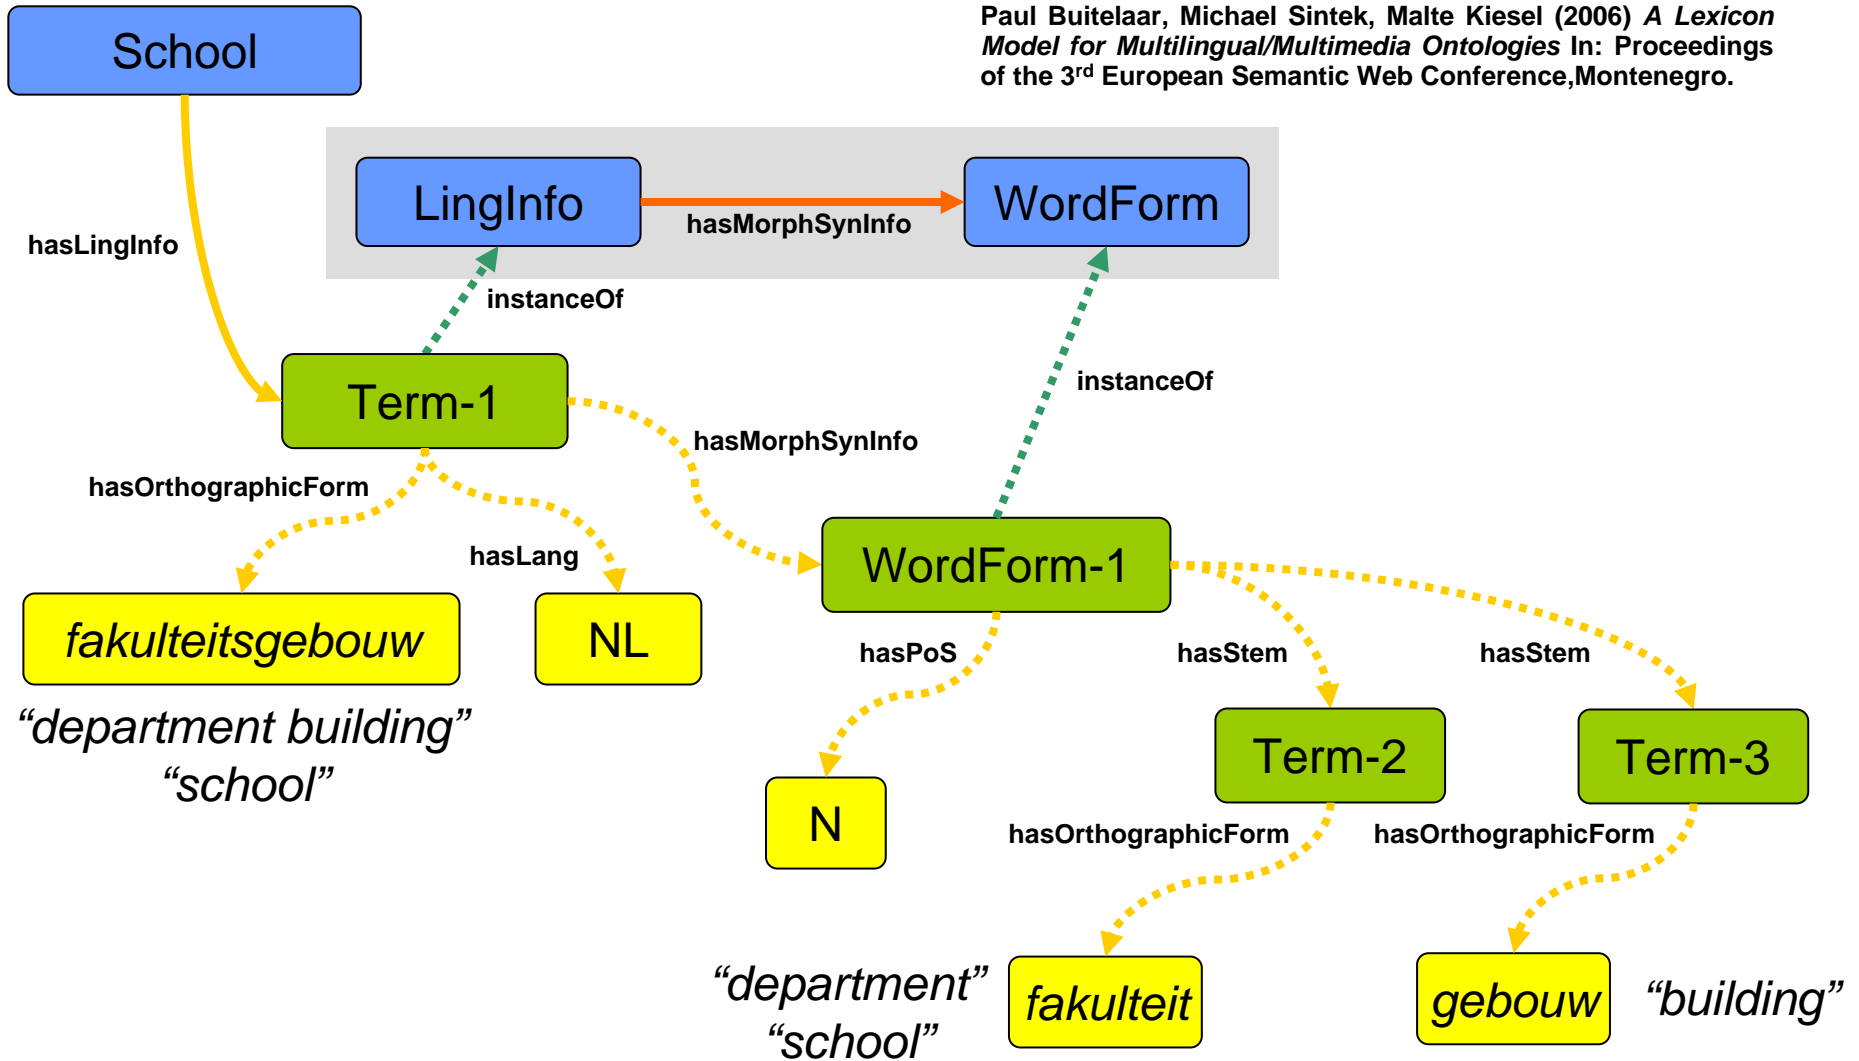 Paul Buitelaar, Michael Sintek, Malte Kiesel (2006) A Lexicon
Model for Multilingual/Multimedia Ontologies In: Proceedings
of the 3rd European Semantic Web Conference,Montenegro.
School
LingInfo
hasMorphSynInfo
WordForm
hasLingInfo
instanceOf
instanceOf
Term-1
hasMorphSynInfo
hasOrthographicForm
hasLang
WordForm-1
fakulteitsgebouw
NL
hasPoS
hasStem
hasStem
“department building”
“school”
Term-2
Term-3
N
hasOrthographicForm
hasOrthographicForm
“department”
“school”
fakulteit
gebouw
“building”